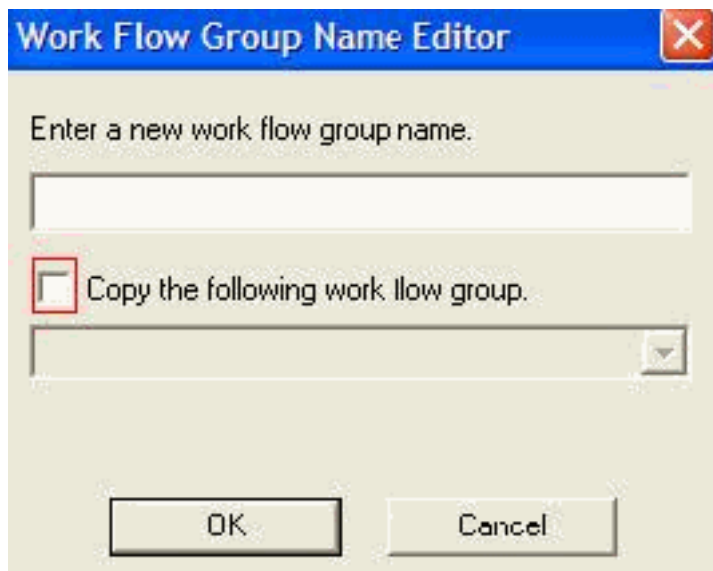 Work Flow Group Name Editor
Enter a new work flow group name.
Copy the following work flow group.
OK
Cancel